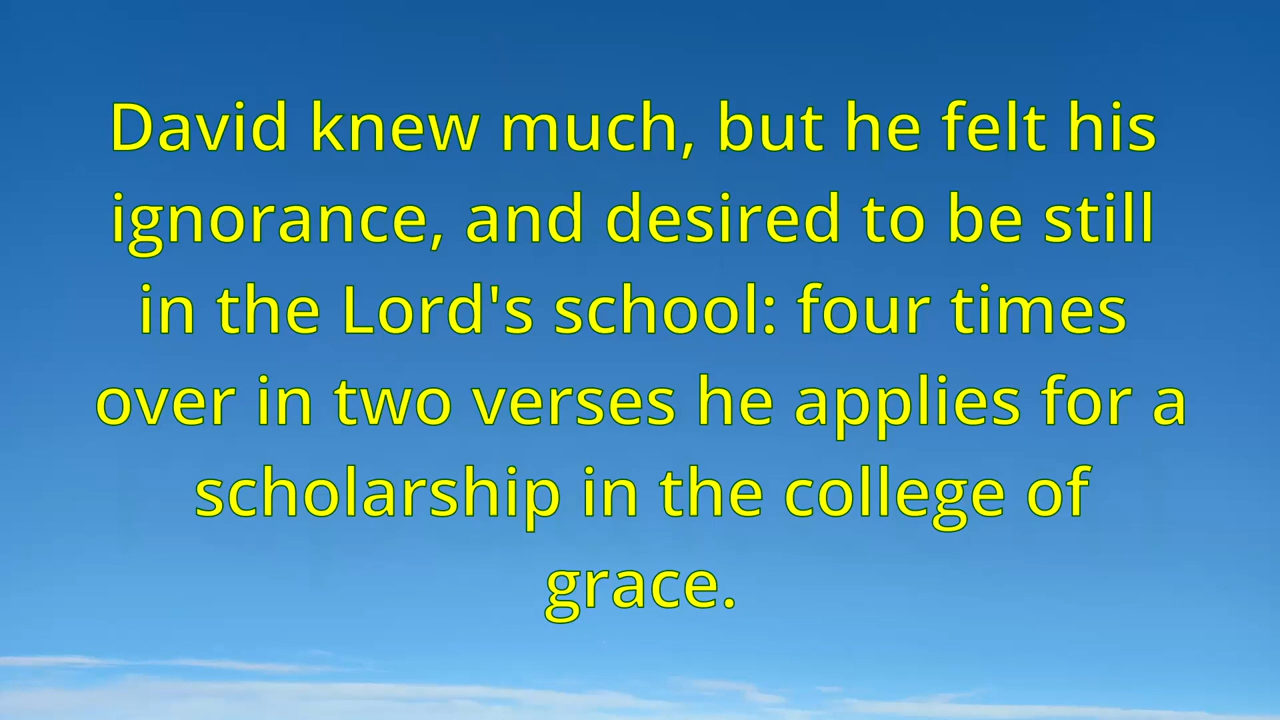 David knew much, but he felt his
ignorance, and desired to be still
in the Lord's school: four times
over in two verses he applies for a
scholarship in the college of
grace.